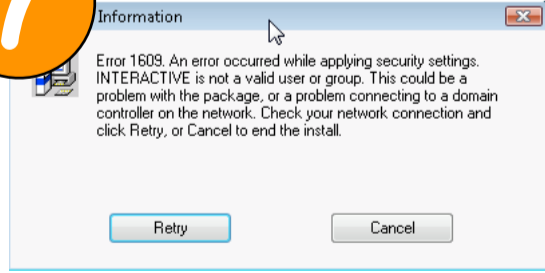 Information
Error 1609. An error occurred while applying security settings.
INTERACTIVE is not a valid user or group. This could be a
problem with the package, or a problem connecting to a domain
controller on the network. Check your network connection and
click Retry, or Cancel to end the install.
Retry
Cancel